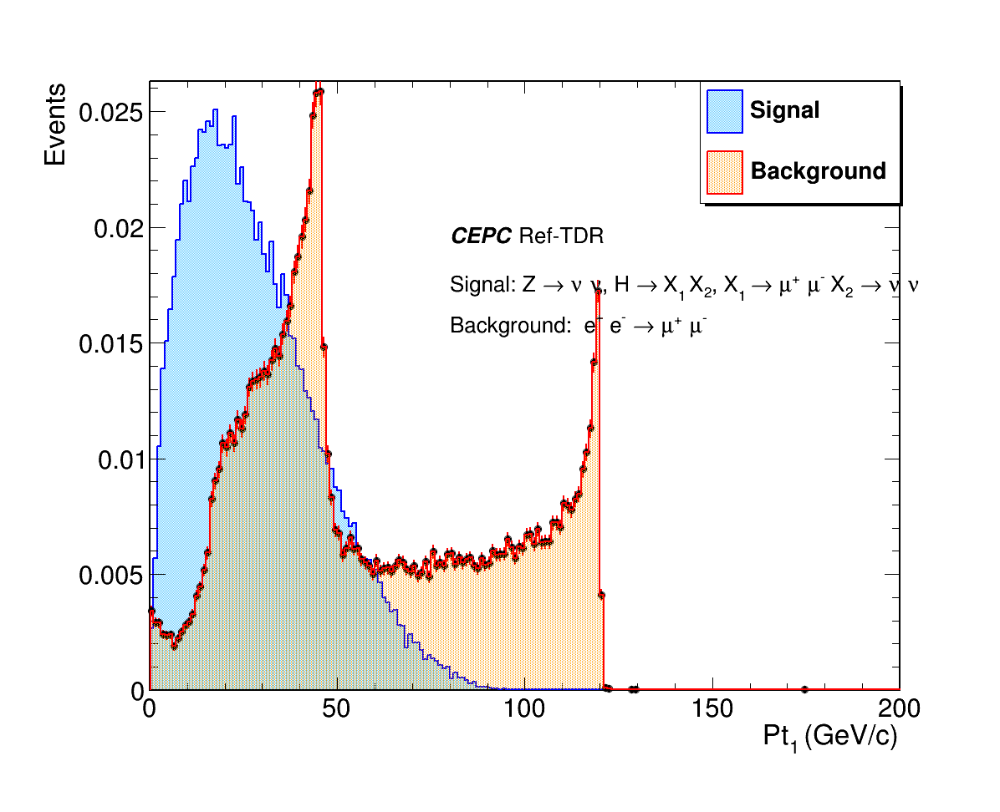 Events
0.025
0.02
0.015
0.01
0.005
0
Signal
Background
CEPC Ref-TDR
Signal: Z → ν ν, H → X₁ X₂, X₁ → μ⁺ μ⁻ X₂ → ν ν
Background: e⁺ e⁻ → μ⁺ μ⁻
0 50 100 150 200
Pt₁ (GeV/c)